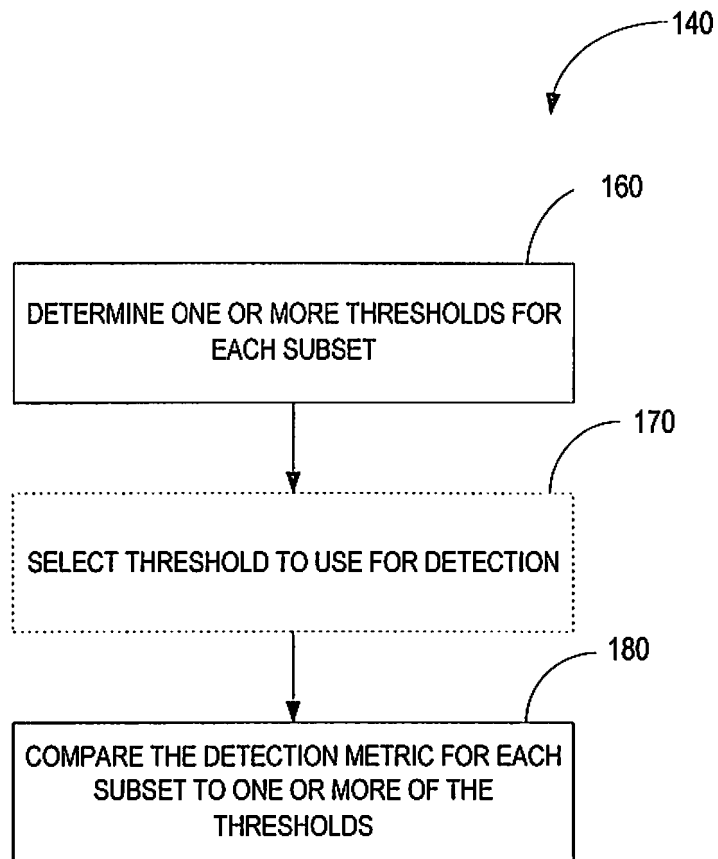 140
160
DETERMINE ONE OR MORE THRESHOLDS FOR
EACH SUBSET
170
SELECT THRESHOLD TO USE FOR DETECTION
180
COMPARE THE DETECTION METRIC FOR EACH
SUBSET TO ONE OR MORE OF THE
THRESHOLDS